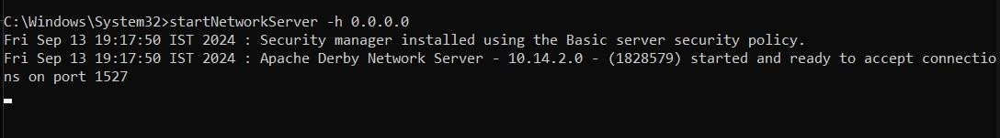 C:\Windows\System32>startNetworkServer -h 0.0.0.0
Fri Sep 13 19:17:50 IST 2024 : Security manager installed using the Basic server security policy.
Fri Sep 13 19:17:50 IST 2024 : Apache Derby Network Server - 10.14.2.0 - (1828579) started and ready to accept connectio
ns on port 1527